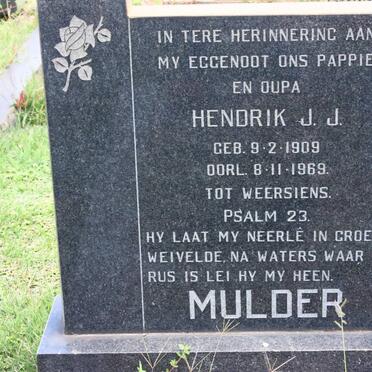 IN TERE HERINNERING AAN
MY EGGENOOT ONS PAPPIE
EN OUPA
HENDRIK J. J.
GEB. 9-2-1909
OORL. 8-11-1969.
TOT WEERSIENS.
PSALM 23.
HY LAAT MY NEERLÊ IN GROE
WEIVELDE, NA WATERS WAAR
RUS IS LEI HY MY HEEN.
MULDER